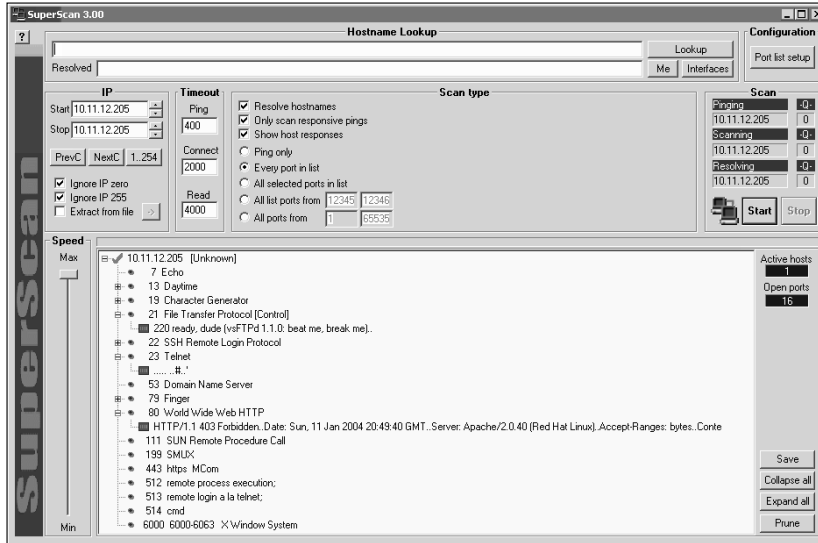 SuperScan 3.00
?
Hostname Lookup
Lookup
Resolved
Me
Interfaces
Configuration
Port list setup
IP
Start 10.11.12.205
Stop 10.11.12.205
PrevC
NextC
1..254
Ignore IP zero
Ignore IP 255
Extract from file
->
Timeout
Ping
400
Connect
2000
Read
4000
Scan type
Resolve hostnames
Only scan responsive pings
Show host responses
Ping only
Every port in list
All selected ports in list
All list ports from 12345 12346
All ports from 1 65535
Scan
Pinging -Q-
10.11.12.205 0
Scanning -Q-
10.11.12.205 0
Resolving -Q-
10.11.12.205 0
Start
Stop
SuperScan
Speed
Max
Min
10.11.12.205 [Unknown]
7 Echo
13 Daytime
19 Character Generator
21 File Transfer Protocol [Control]
220 ready, dude (vsFTPd 1.1.0: beat me, break me)..
22 SSH Remote Login Protocol
23 Telnet
..... ..#..'
53 Domain Name Server
79 Finger
80 World Wide Web HTTP
HTTP/1.1 403 Forbidden..Date: Sun, 11 Jan 2004 20:49:40 GMT..Server: Apache/2.0.40 (Red Hat Linux)..Accept-Ranges: bytes..Conte
111 SUN Remote Procedure Call
199 SMUX
443 https MCom
512 remote process execution;
513 remote login a la telnet;
514 cmd
6000 6000-6063 X Window System
Active hosts
1
Open ports
16
Save
Collapse all
Expand all
Prune